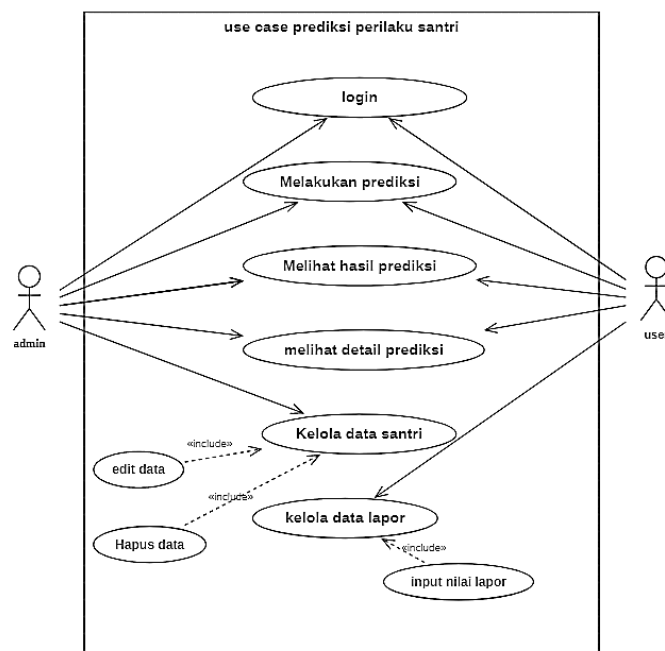 use case prediksi perilaku santri
login
Melakukan prediksi
Melihat hasil prediksi
melihat detail prediksi
admin
user
Kelola data santri
«include»
edit data
«include»
kelola data lapor
Hapus data
«include»
input nilai lapor